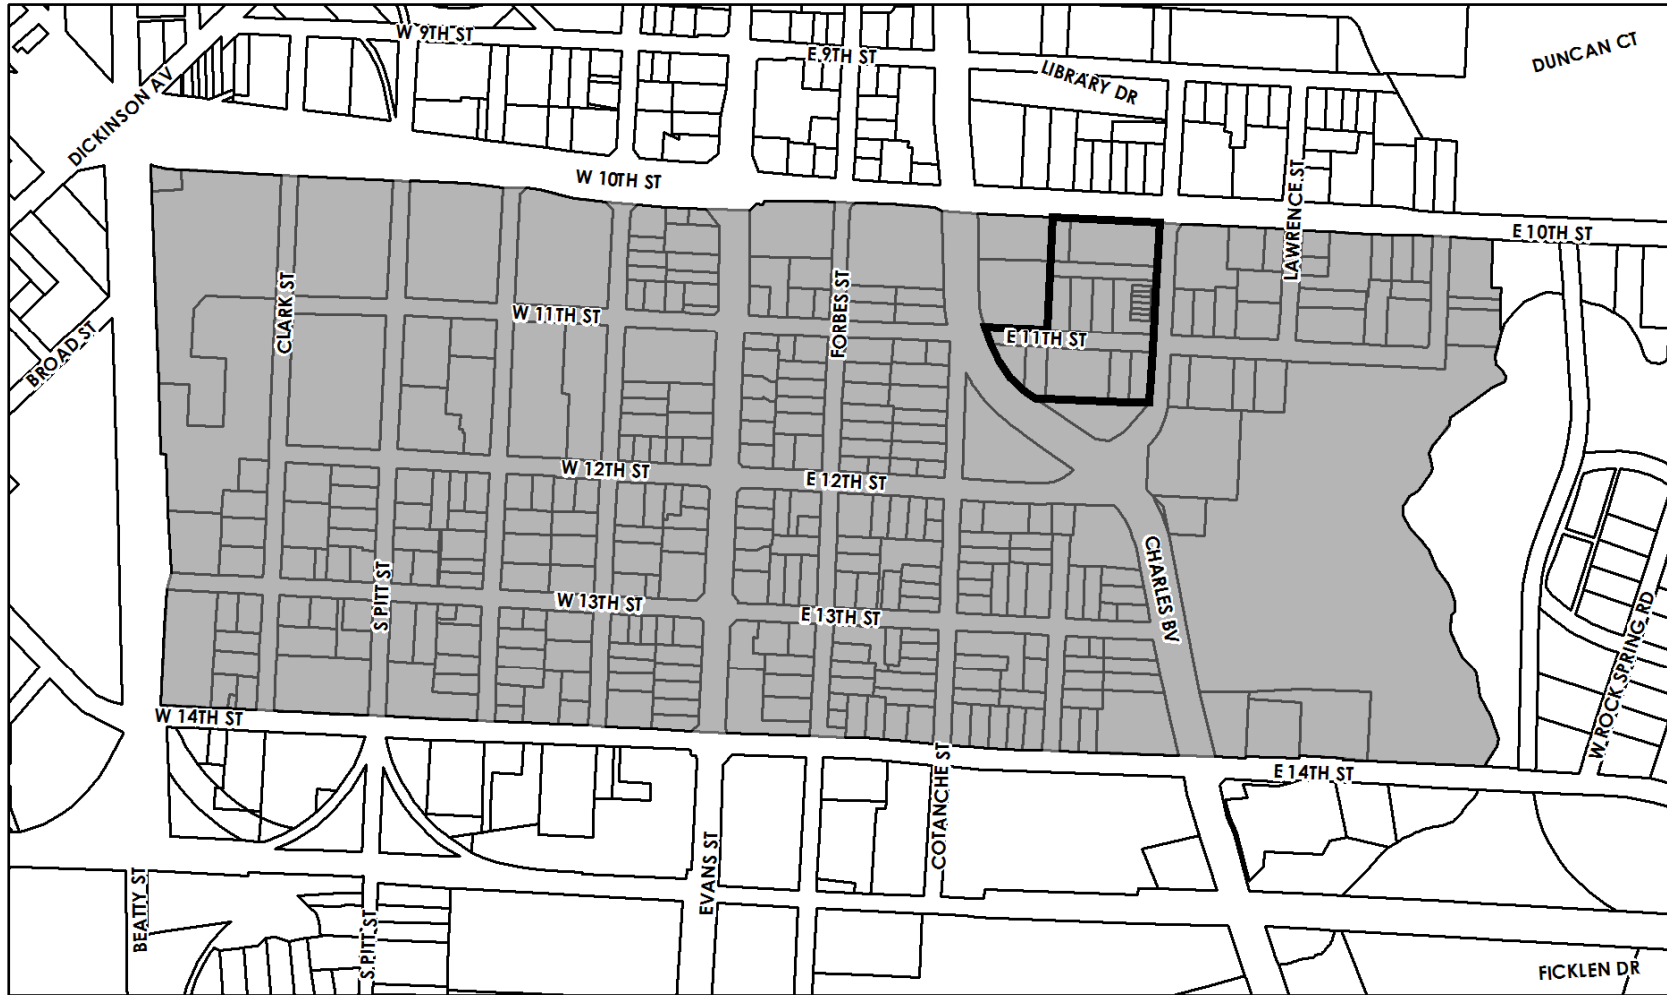 W 9TH ST
E 9TH ST
DUNCAN CT
LIBRARY DR
DICKINSON AV
W 10TH ST
LAWRENCE ST
E 10TH ST
CLARK ST
W 11TH ST
FORBES ST
E 11TH ST
BROAD ST
W 12TH ST
E 12TH ST
S PITT ST
W 13TH ST
E 13TH ST
CHARLES BV
W ROCK SPRING RD
W 14TH ST
E 14TH ST
COTANCHE ST
EVANS ST
BEATTY ST
S PITT ST
FICKLEN DR